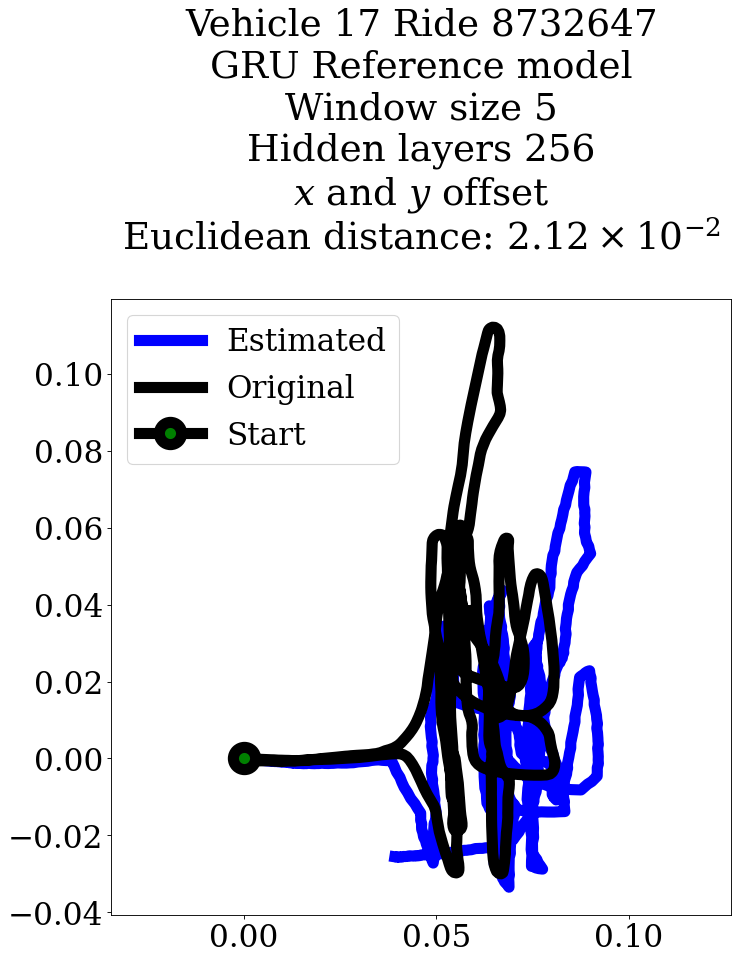 Vehicle 17 Ride 8732647
GRU Reference model
Window size 5
Hidden layers 256
x and y offset
Euclidean distance: 2.12 × 10⁻²
Estimated
Original
Start
0.10
0.08
0.06
0.04
0.02
0.00
−0.02
−0.04
0.00 0.05 0.10